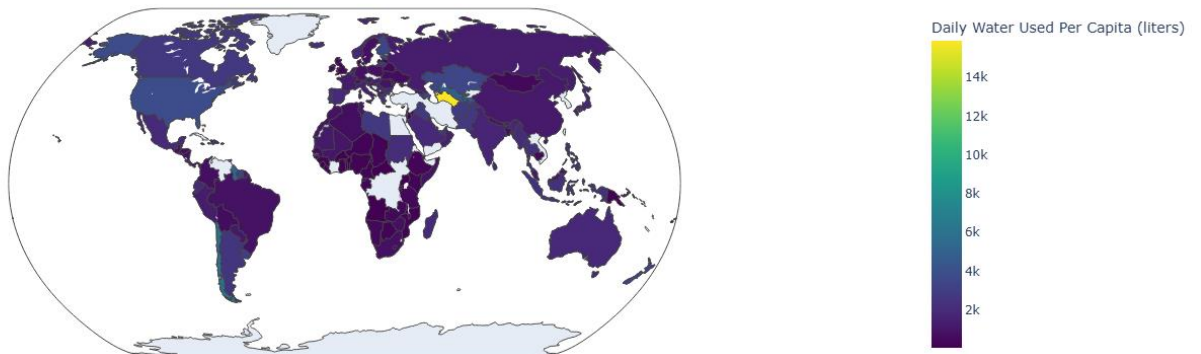 Daily Water Used Per Capita (liters)
14k
12k
10k
8k
6k
4k
2k